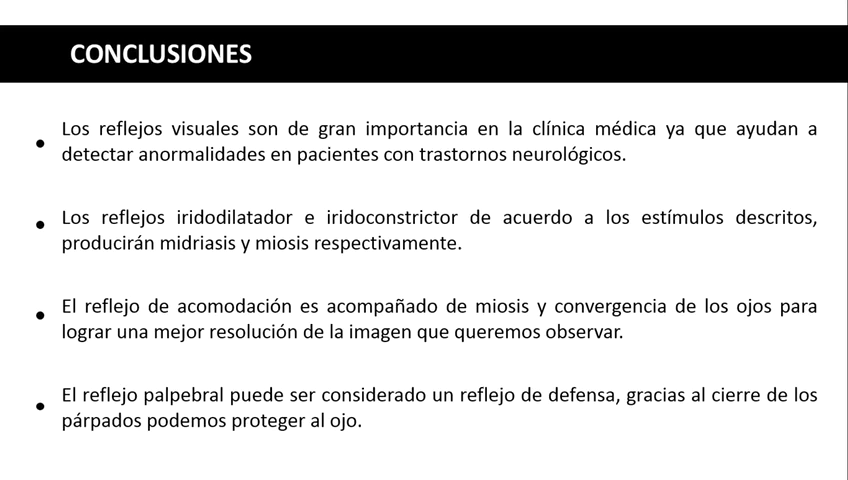 CONCLUSIONES
Los reflejos visuales son de gran importancia en la clínica médica ya que ayudan a
detectar anormalidades en pacientes con trastornos neurológicos.
Los reflejos iridodilatador e iridoconstrictor de acuerdo a los estímulos descritos,
producirán midriasis y miosis respectivamente.
El reflejo de acomodación es acompañado de miosis y convergencia de los ojos para
lograr una mejor resolución de la imagen que queremos observar.
El reflejo palpebral puede ser considerado un reflejo de defensa, gracias al cierre de los
párpados podemos proteger al ojo.